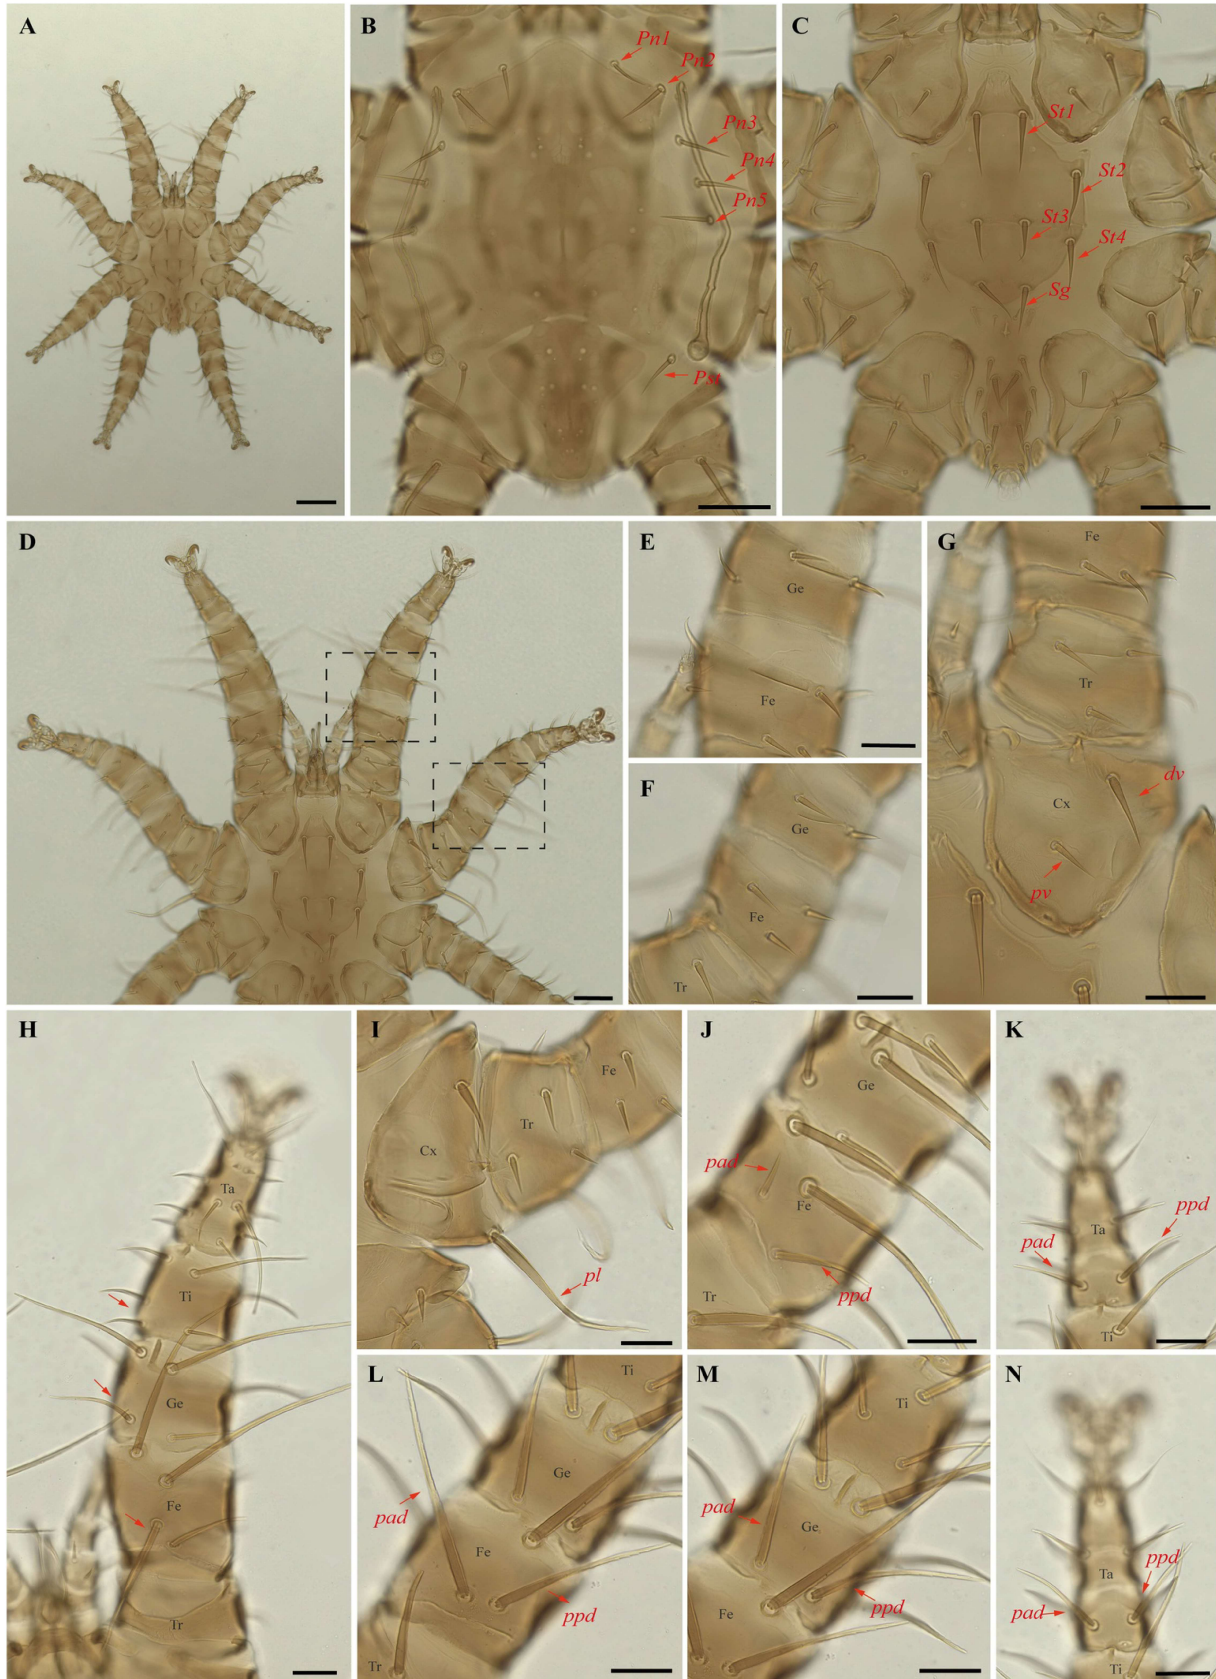 A
B
Pn1
Pn2
Pn3
Pn4
Pn5
Pst
C
St1
St2
St3
St4
Sg
D
E
Ge
Fe
F
Ge
Fe
Tr
G
Fe
Tr
dv
Cx
pv
H
Ta
Ti
Ge
Fe
Tr
I
Fe
Tr
Cx
pl
J
Ge
pad
Fe
ppd
Tr
K
ppd
Ta
pad
Ti
L
Ti
Ge
pad
Fe
ppd
Tr
M
Ti
pad
Ge
ppd
Fe
N
ppd
Ta
pad
Ti